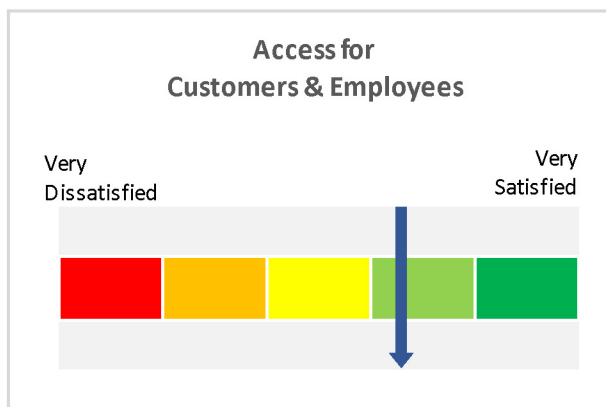 Access for
Customers & Employees
Very
Dissatisfied
Very
Satisfied